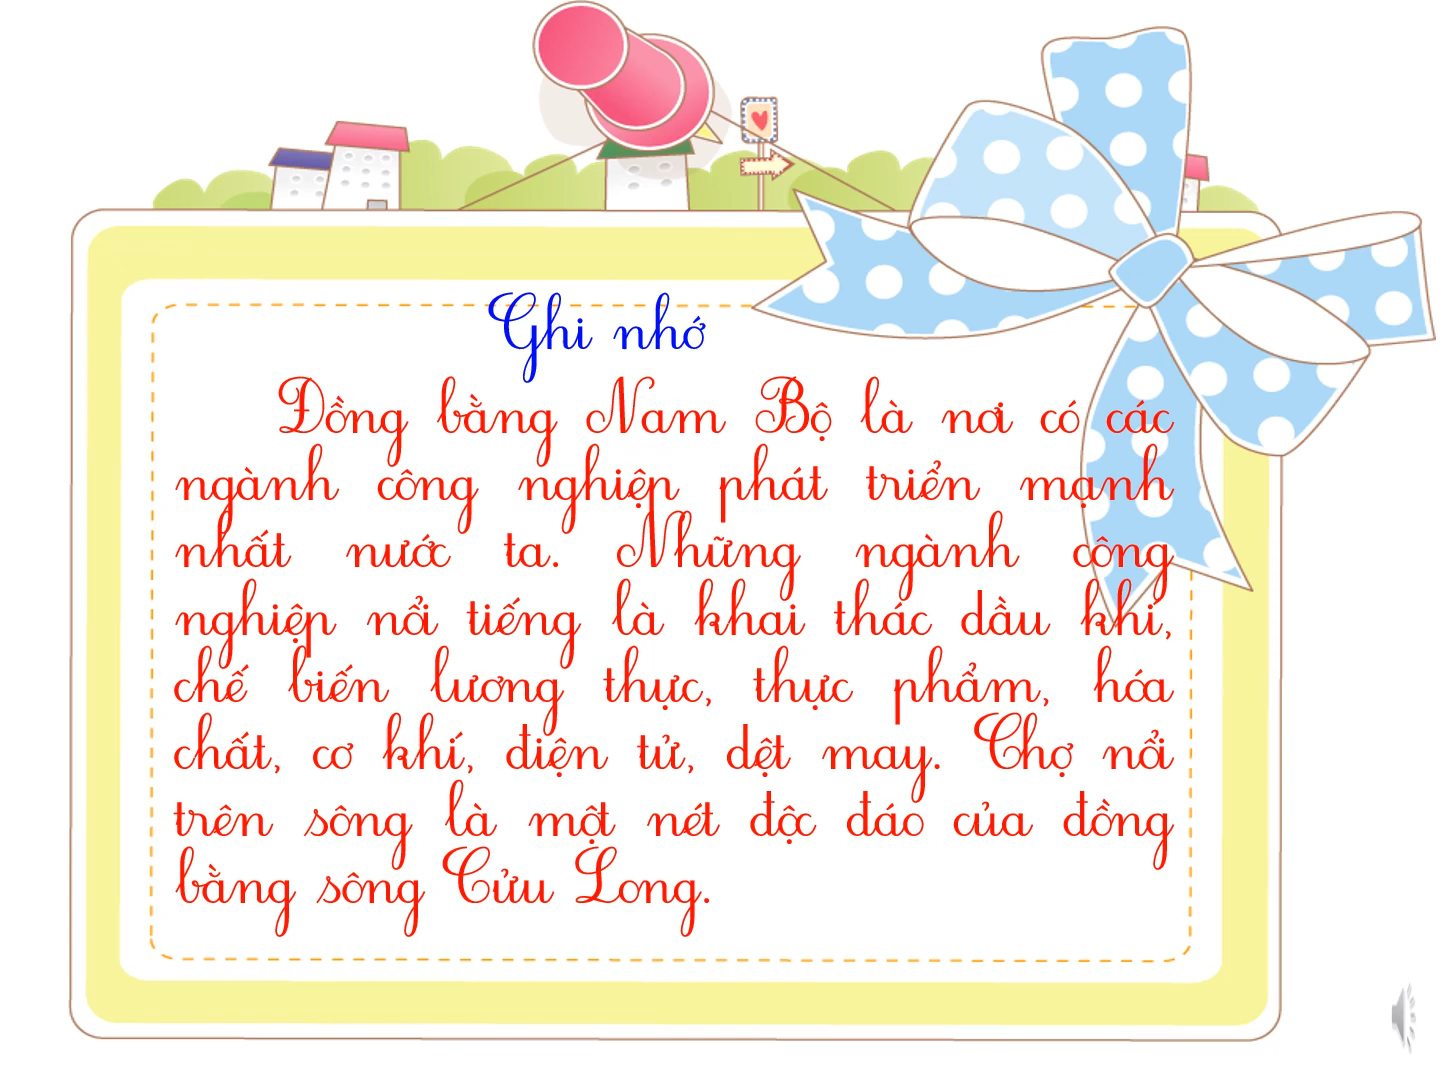 Ghi nhớ
Đồng bằng Nam Bộ là nơi có các
ngành công nghiệp phát triển mạnh
nhất nước ta. Những ngành công
nghiệp nổi tiếng là khai thác dầu khi,
chế biến lương thực, thực phẩm, hóa
chất, cơ khí, điện tử, dệt may. Chợ nổi
trên sông là một nét độc đáo của đồng
bằng sông Cửu Long.